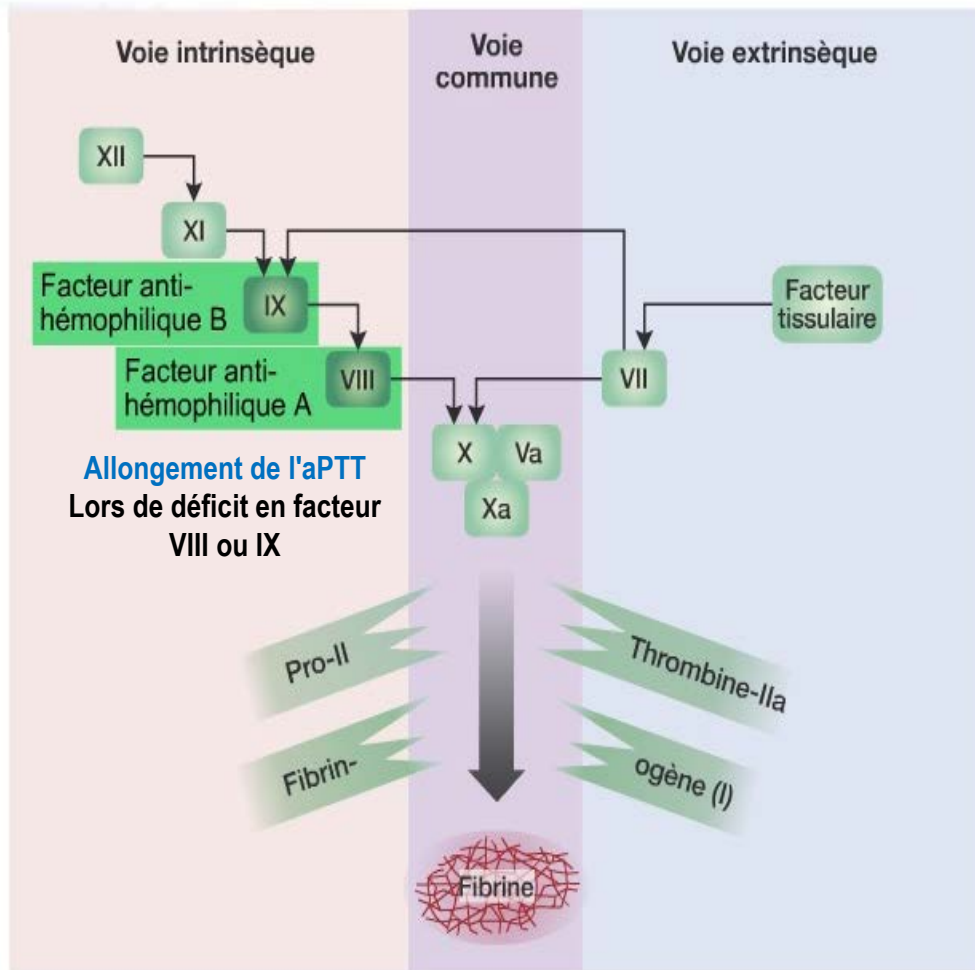 Voie intrinsèque
Voie
commune
Voie extrinsèque
XII
XI
Facteur anti-
hémophilique B
IX
Facteur
tissulaire
Facteur anti-
hémophilique A
VIII
VII
X
Va
Xa
Allongement de l'aPTT
Lors de déficit en facteur
VIII ou IX
Pro-II
Thrombine-IIa
Fibrin-
ogène (I)
Fibrine